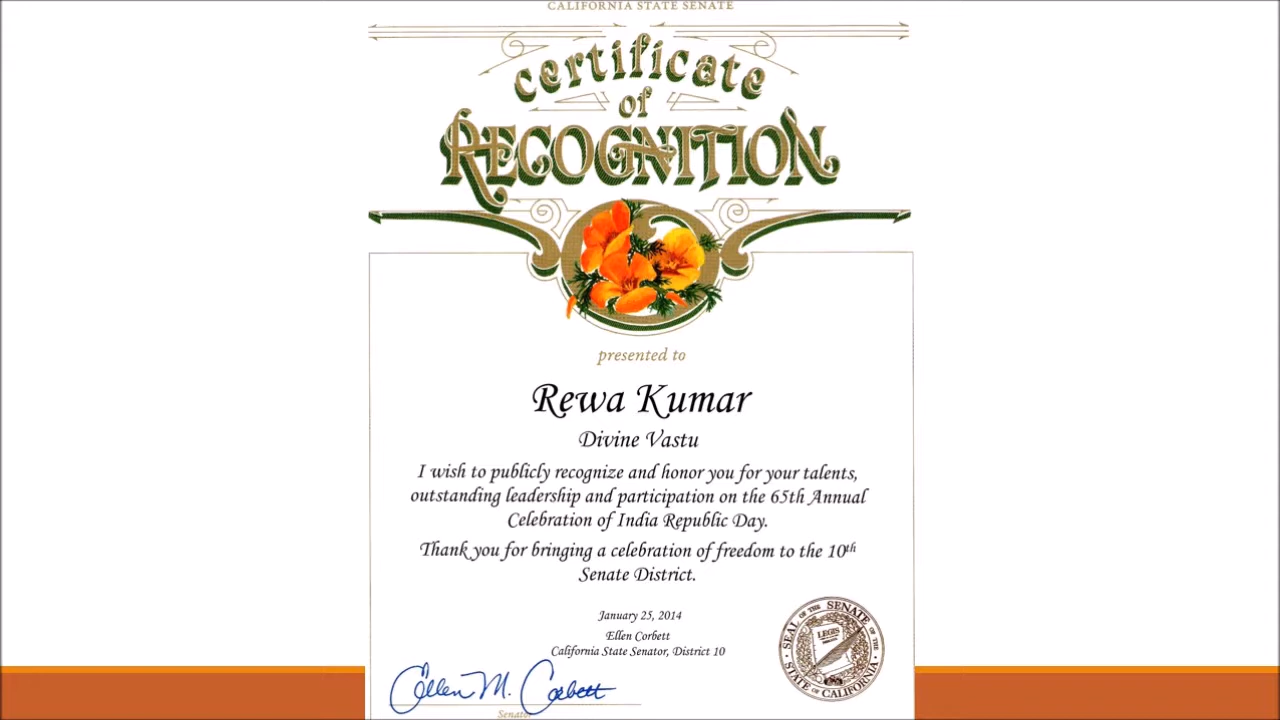 CALIFORNIA STATE SENATE
certificate
of
RECOGNITION
presented to
Rewa Kumar
Divine Vastu
I wish to publicly recognize and honor you for your talents,
outstanding leadership and participation on the 65th Annual
Celebration of India Republic Day.
Thank you for bringing a celebration of freedom to the 10th
Senate District.
January 25, 2014
Ellen Corbett
California State Senator, District 10
Ellen M. Corbett
Senator
SEAL OF THE SENATE OF THE STATE OF CALIFORNIA
LEGIS